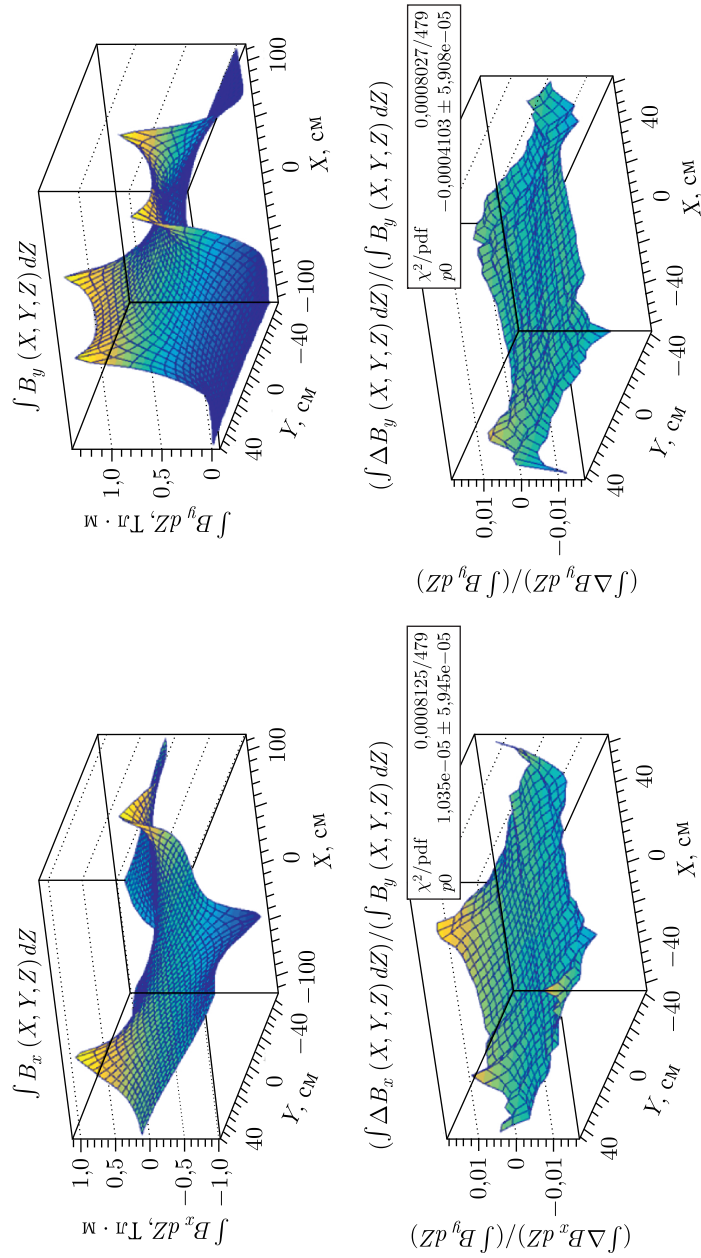 ∫ B_x (X, Y, Z) dZ
∫ B_x dZ, Тл · м
1,0
0,5
0
−0,5
−1,0
40
0
−40
Y, см
−100
0
100
X, см
∫ B_y (X, Y, Z) dZ
∫ B_y dZ, Тл · м
1,0
0,5
0
40
0
−40
Y, см
−100
0
100
X, см
(∫ ΔB_x (X, Y, Z) dZ)/(∫ B_y (X, Y, Z) dZ)
χ²/pdf 0,0008125/479
p0 1,035e−05 ± 5,945e−05
(∫ ΔB_x dZ)/(∫ B_y dZ)
0,01
0
−0,01
40
0
−40
Y, см
−40
0
40
X, см
(∫ ΔB_y (X, Y, Z) dZ)/(∫ B_y (X, Y, Z) dZ)
χ²/pdf 0,0008027/479
p0 −0,0004103 ± 5,908e−05
(∫ ΔB_y dZ)/(∫ B_y dZ)
0,01
0
−0,01
40
0
−40
Y, см
−40
0
40
X, см